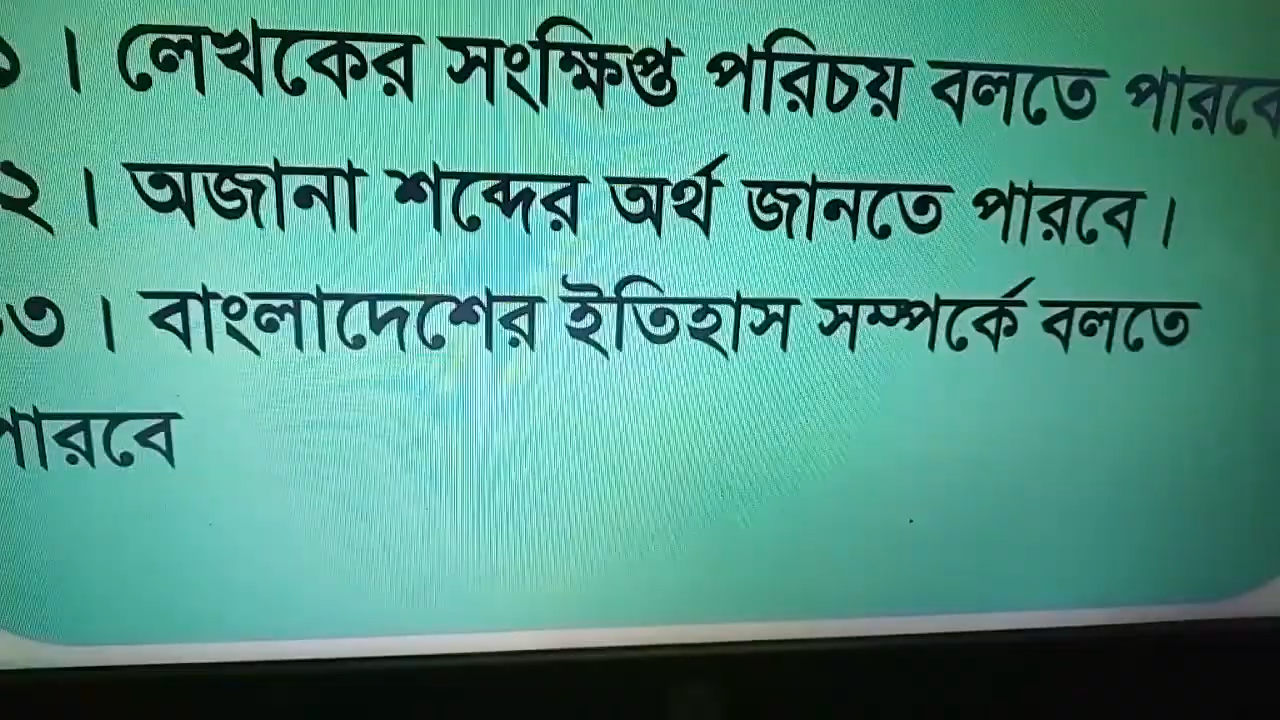 ১। লেখকের সংক্ষিপ্ত পরিচয় বলতে পারবে
২। অজানা শব্দের অর্থ জানতে পারবে।
৩। বাংলাদেশের ইতিহাস সম্পর্কে বলতে
পারবে